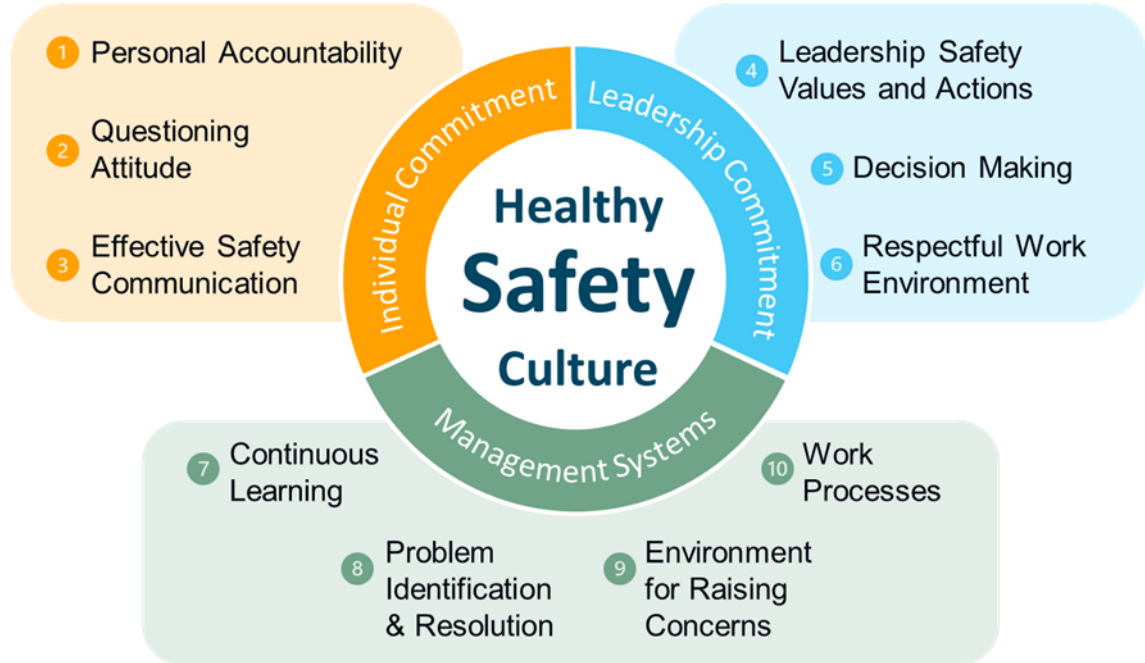 1 Personal Accountability
2 Questioning
Attitude
3 Effective Safety
Communication
Individual Commitment
Leadership Commitment
Management Systems
Healthy
Safety
Culture
4 Leadership Safety
Values and Actions
5 Decision Making
6 Respectful Work
Environment
7 Continuous
Learning
8 Problem
Identification
& Resolution
9 Environment
for Raising
Concerns
10 Work
Processes